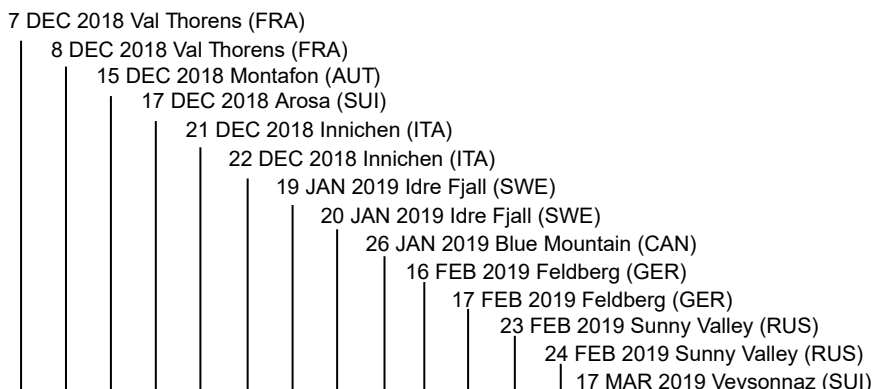 7 DEC 2018 Val Thorens (FRA)
8 DEC 2018 Val Thorens (FRA)
15 DEC 2018 Montafon (AUT)
17 DEC 2018 Arosa (SUI)
21 DEC 2018 Innichen (ITA)
22 DEC 2018 Innichen (ITA)
19 JAN 2019 Idre Fjall (SWE)
20 JAN 2019 Idre Fjall (SWE)
26 JAN 2019 Blue Mountain (CAN)
16 FEB 2019 Feldberg (GER)
17 FEB 2019 Feldberg (GER)
23 FEB 2019 Sunny Valley (RUS)
24 FEB 2019 Sunny Valley (RUS)
17 MAR 2019 Veysonnaz (SUI)